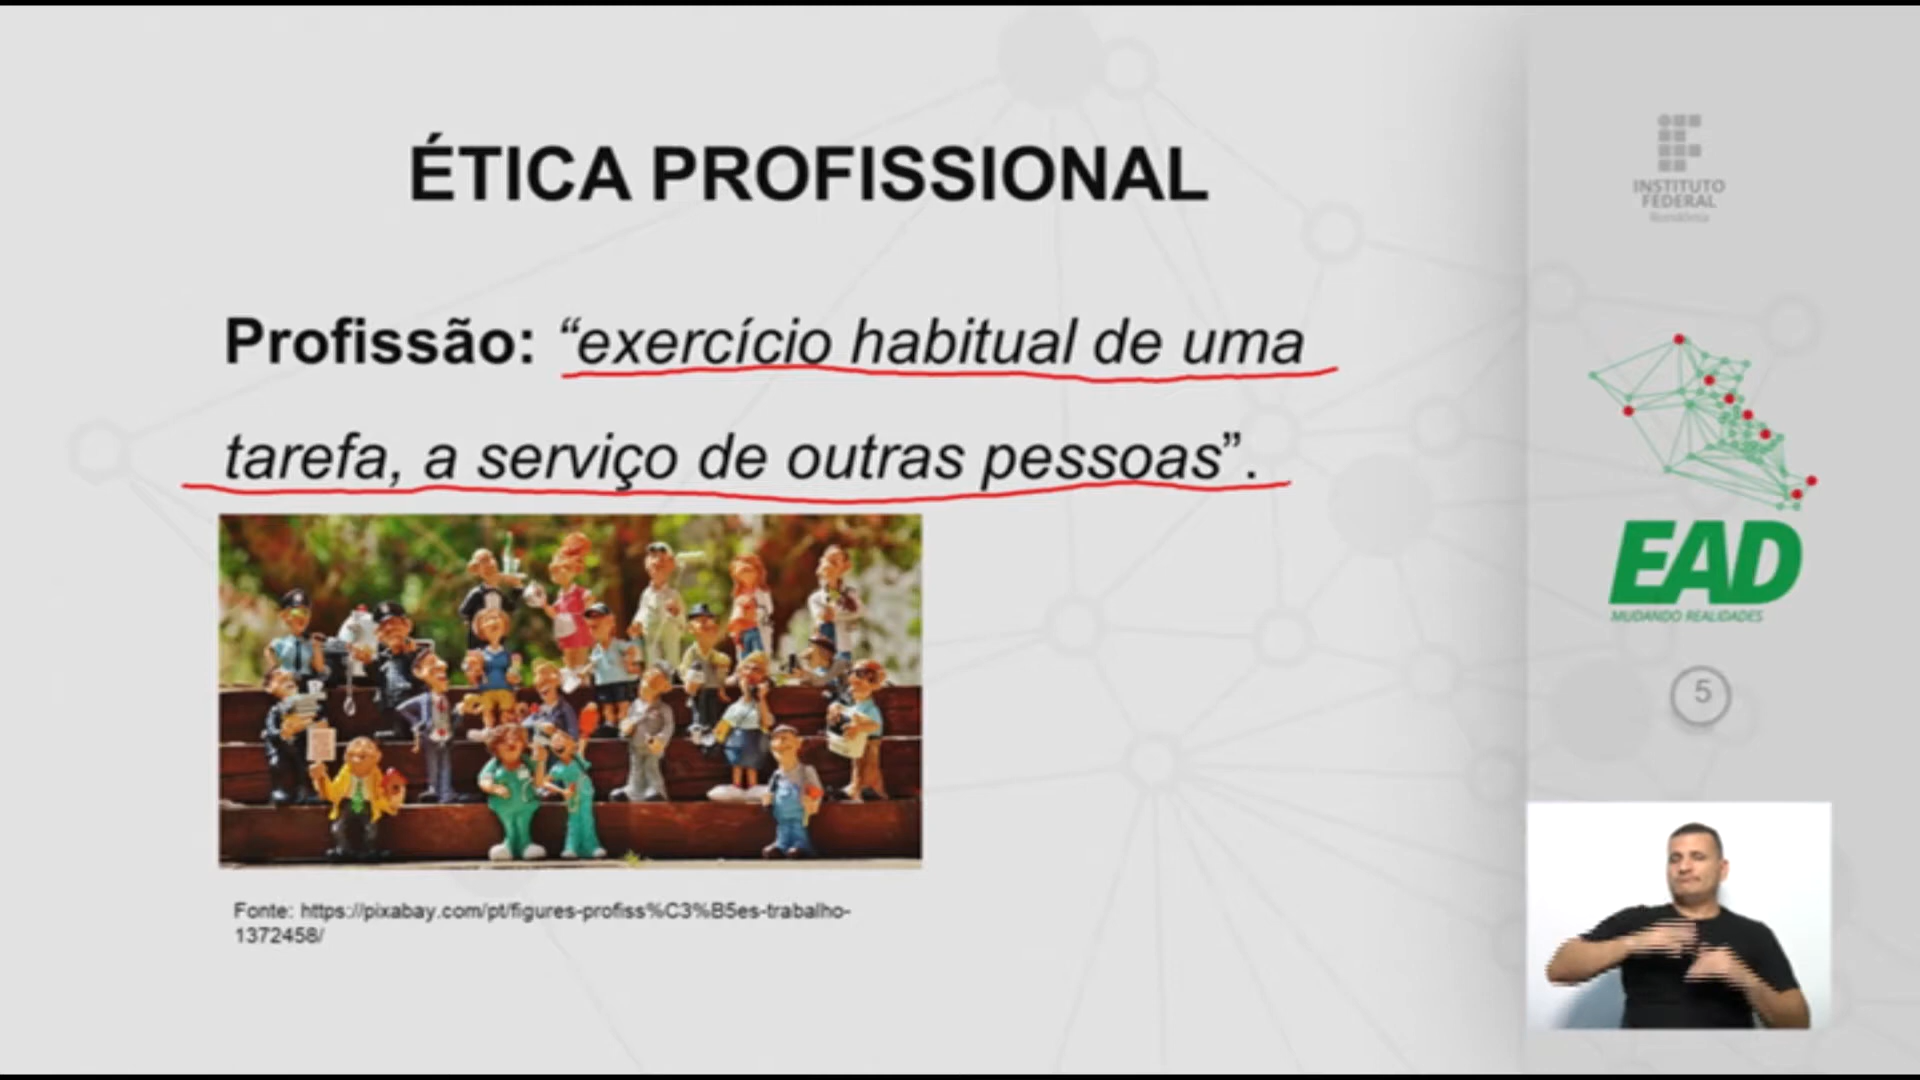 ÉTICA PROFISSIONAL
Profissão: “exercício habitual de uma
tarefa, a serviço de outras pessoas”.
Fonte: https://pixabay.com/pt/figures-profiss%C3%B5es-trabalho-
1372458/
INSTITUTO
FEDERAL
Rondônia
EAD
MUDANDO REALIDADES
5